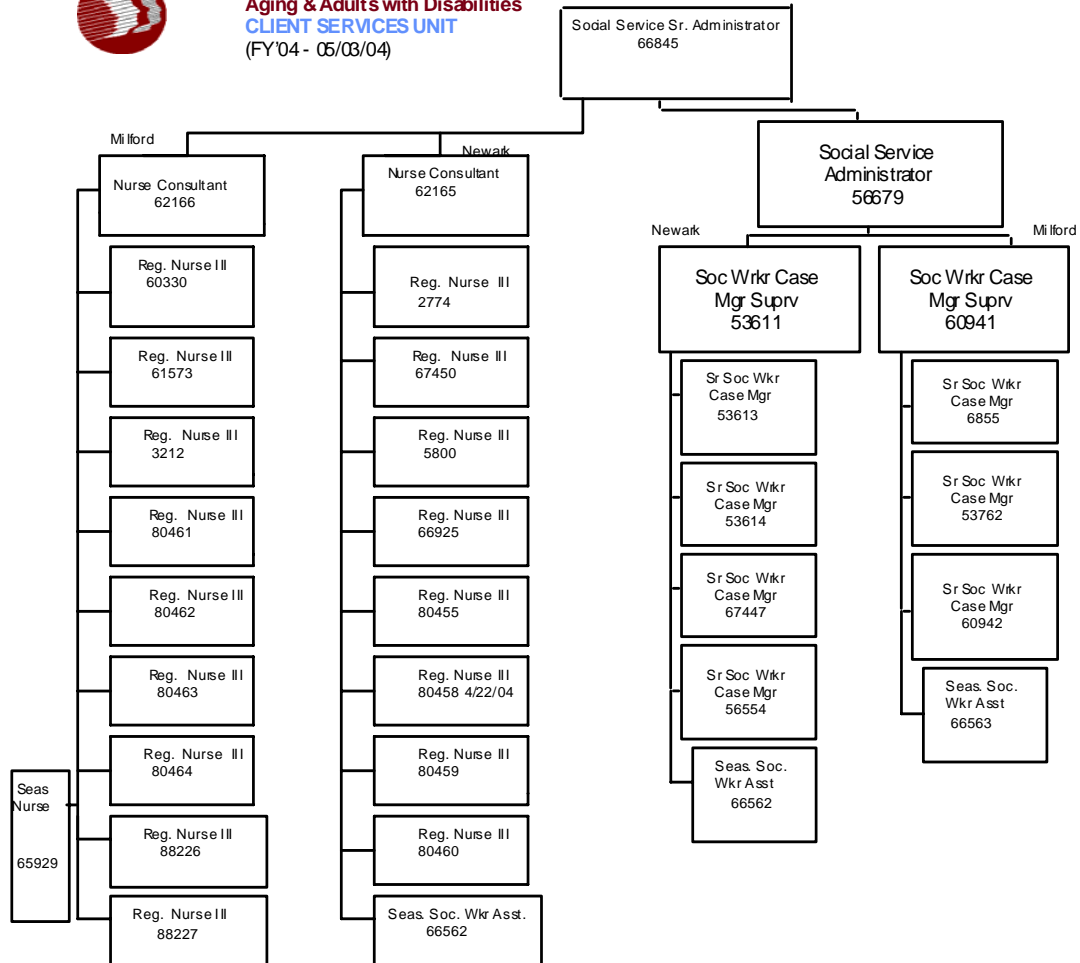 Aging & Adults with Disabilities
CLIENT SERVICES UNIT
(FY'04 - 05/03/04)
Social Service Sr. Administrator
66845
Social Service
Administrator
56679
Milford
Nurse Consultant
62166
Reg. Nurse III
60330
Reg. Nurse III
61573
Reg. Nurse III
3212
Reg. Nurse III
80461
Reg. Nurse III
80462
Reg. Nurse III
80463
Reg. Nurse III
80464
Seas
Nurse
65929
Reg. Nurse III
88226
Reg. Nurse III
88227
Newark
Nurse Consultant
62165
Reg. Nurse III
2774
Reg. Nurse III
67450
Reg. Nurse III
5800
Reg. Nurse III
66925
Reg. Nurse III
80455
Reg. Nurse III
80458 4/22/04
Reg. Nurse III
80459
Reg. Nurse III
80460
Seas. Soc. Wkr Asst.
66562
Newark
Soc Wrkr Case
Mgr Suprv
53611
Sr Soc Wkr
Case Mgr
53613
Sr Soc Wrkr
Case Mgr
53614
Sr Soc Wrkr
Case Mgr
67447
Sr Soc Wrkr
Case Mgr
56554
Seas. Soc.
Wkr Asst
66562
Milford
Soc Wrkr Case
Mgr Suprv
60941
Sr Soc Wrkr
Case Mgr
6855
Sr Soc Wrkr
Case Mgr
53762
Sr Soc Wrkr
Case Mgr
60942
Seas. Soc.
Wkr Asst
66563